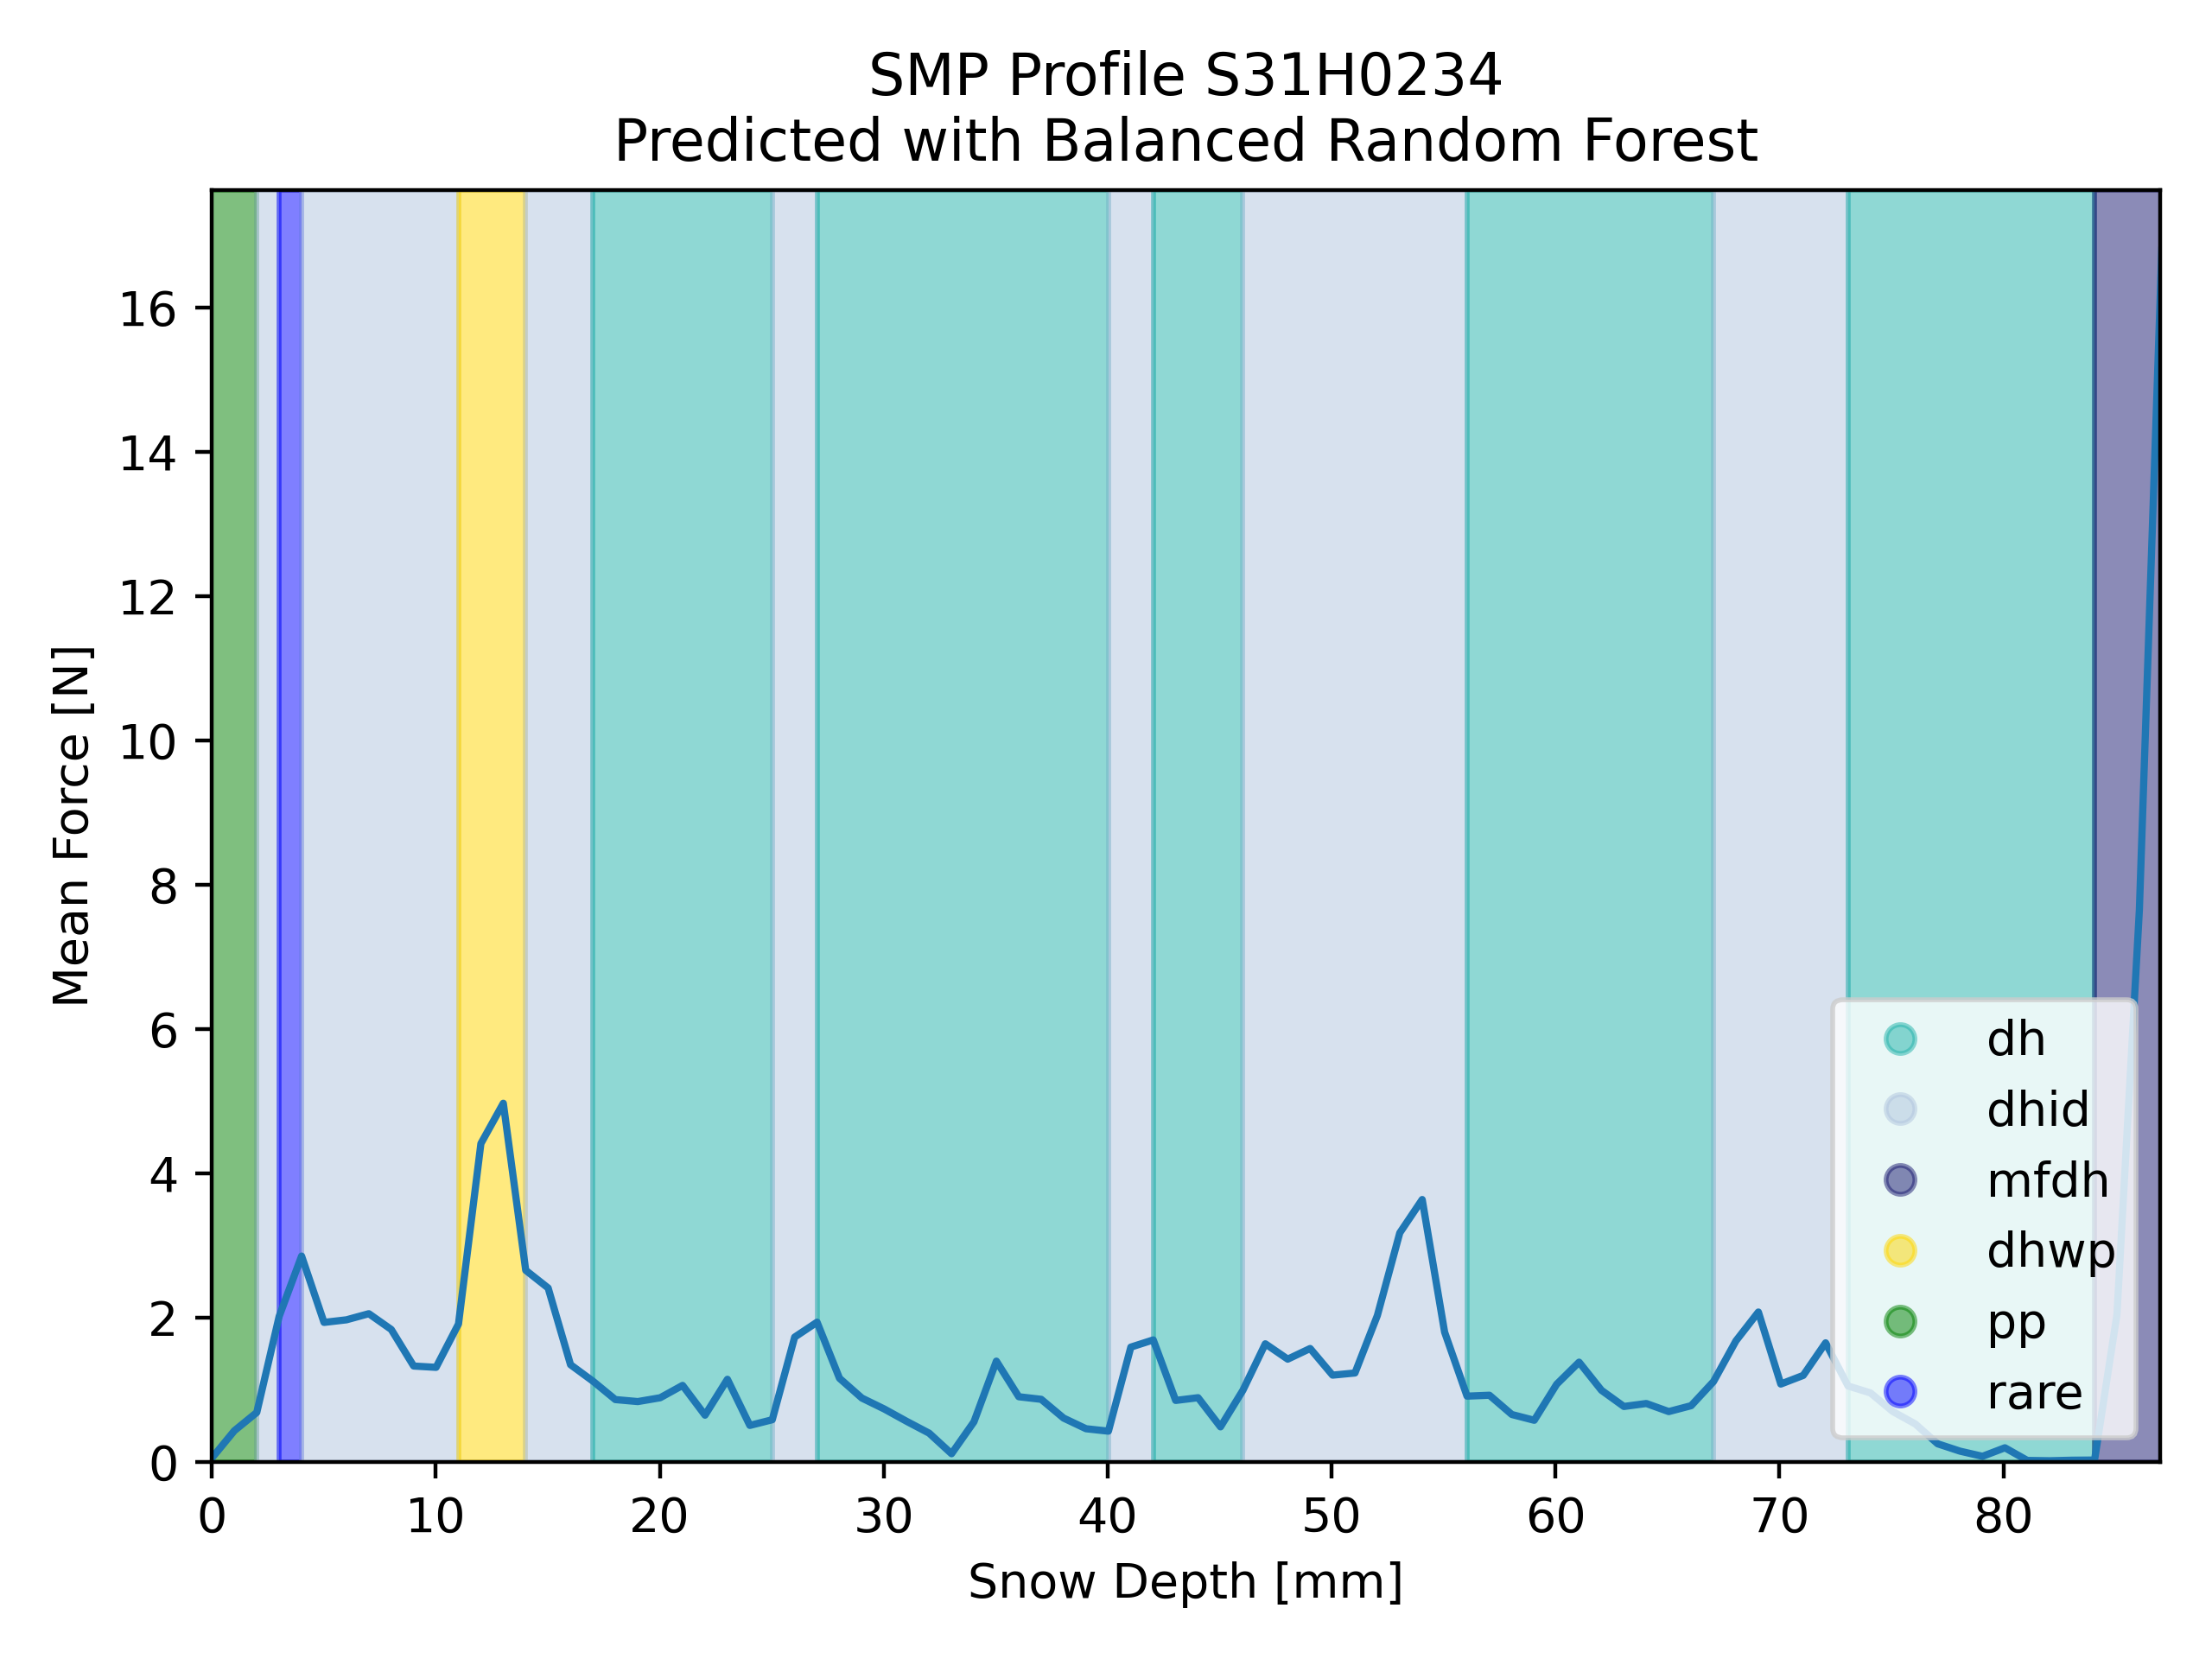 SMP Profile S31H0234
Predicted with Balanced Random Forest
Mean Force [N]
16
14
12
10
8
6
4
2
0
dh
dhid
mfdh
dhwp
pp
rare
0 10 20 30 40 50 60 70 80
Snow Depth [mm]